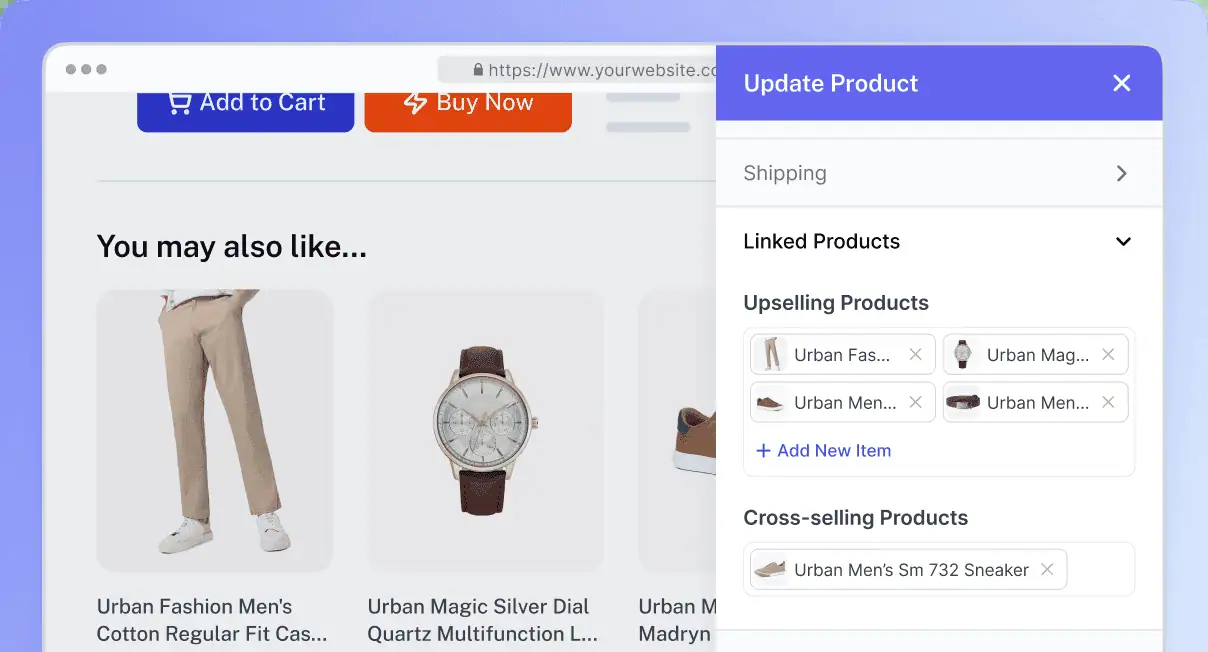 https://www.yourwebsite.co
Add to Cart
Buy Now
You may also like...
Urban Fashion Men's
Cotton Regular Fit Cas...
Urban Magic Silver Dial
Quartz Multifunction L...
Urban M
Madryn
Update Product
Shipping
Linked Products
Upselling Products
Urban Fas...
Urban Mag...
Urban Men...
Urban Men...
+ Add New Item
Cross-selling Products
Urban Men’s Sm 732 Sneaker